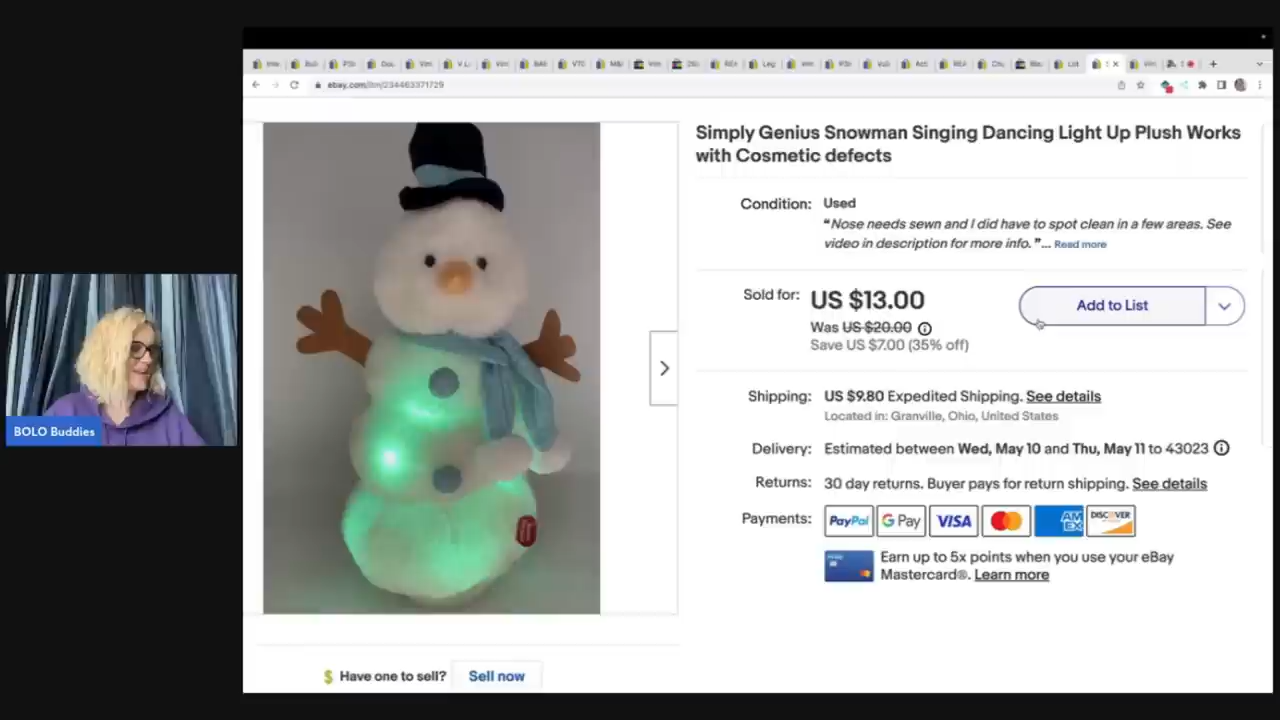 ebay.com/itm/234463371729
Simply Genius Snowman Singing Dancing Light Up Plush Works
with Cosmetic defects
Condition: Used
"Nose needs sewn and I did have to spot clean in a few areas. See
video in description for more info. "... Read more
Sold for: US $13.00
Add to List
Was US $20.00
Save US $7.00 (35% off)
Shipping: US $9.80 Expedited Shipping. See details
Located in: Granville, Ohio, United States
Delivery: Estimated between Wed, May 10 and Thu, May 11 to 43023
Returns: 30 day returns. Buyer pays for return shipping. See details
Payments: PayPal G Pay VISA AM EX DISCOVER
Earn up to 5x points when you use your eBay
Mastercard®. Learn more
$ Have one to sell? Sell now
BOLO Buddies